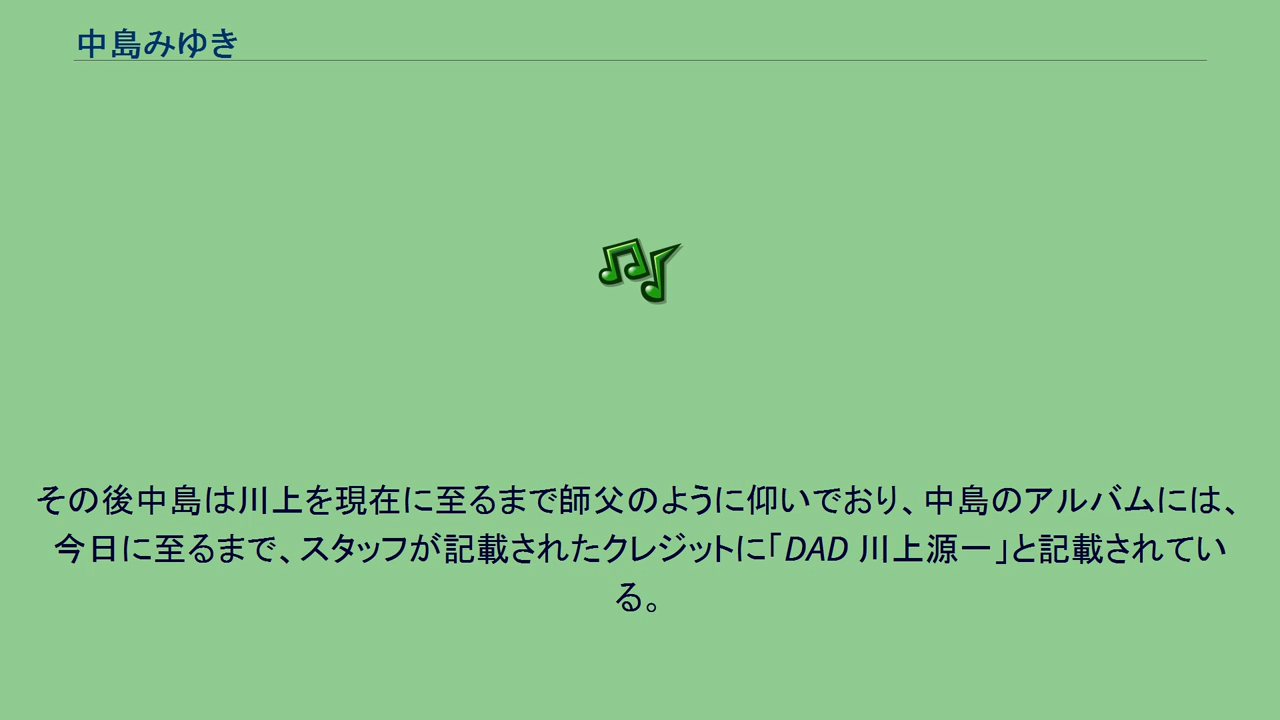 中島みゆき
その後中島は川上を現在に至るまで師父のように仰いでおり、中島のアルバムには、
今日に至るまで、スタッフが記載されたクレジットに「DAD 川上源一」と記載されてい
る。